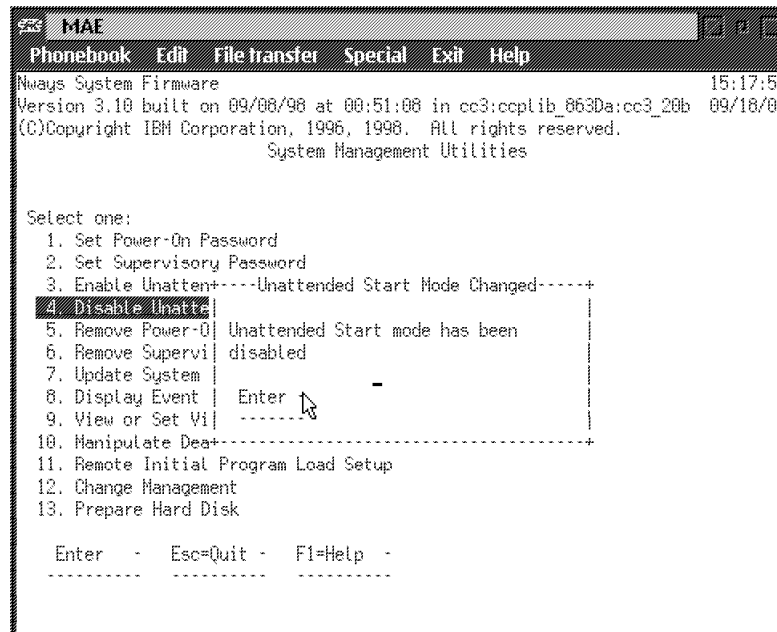 MAE
Phonebook Edit File transfer Special Exit Help
Nways System Firmware 15:17:5
Version 3.10 built on 09/08/98 at 00:51:08 in cc3:ccplib_863Da:cc3_20b 09/18/0
(C)Copyright IBM Corporation, 1996, 1998. All rights reserved.
System Management Utilities
Select one:
1. Set Power-On Password
2. Set Supervisory Password
3. Enable Unatten+----Unattended Start Mode Changed-----+
4. Disable Unatte|
5. Remove Power-O| Unattended Start mode has been |
6. Remove Supervi| disabled |
7. Update System | |
8. Display Event | Enter - |
9. View or Set Vi| -------- |
10. Manipulate Dea+--------------------------------------+
11. Remote Initial Program Load Setup
12. Change Management
13. Prepare Hard Disk
Enter - Esc=Quit - F1=Help -
---------- ---------- ----------